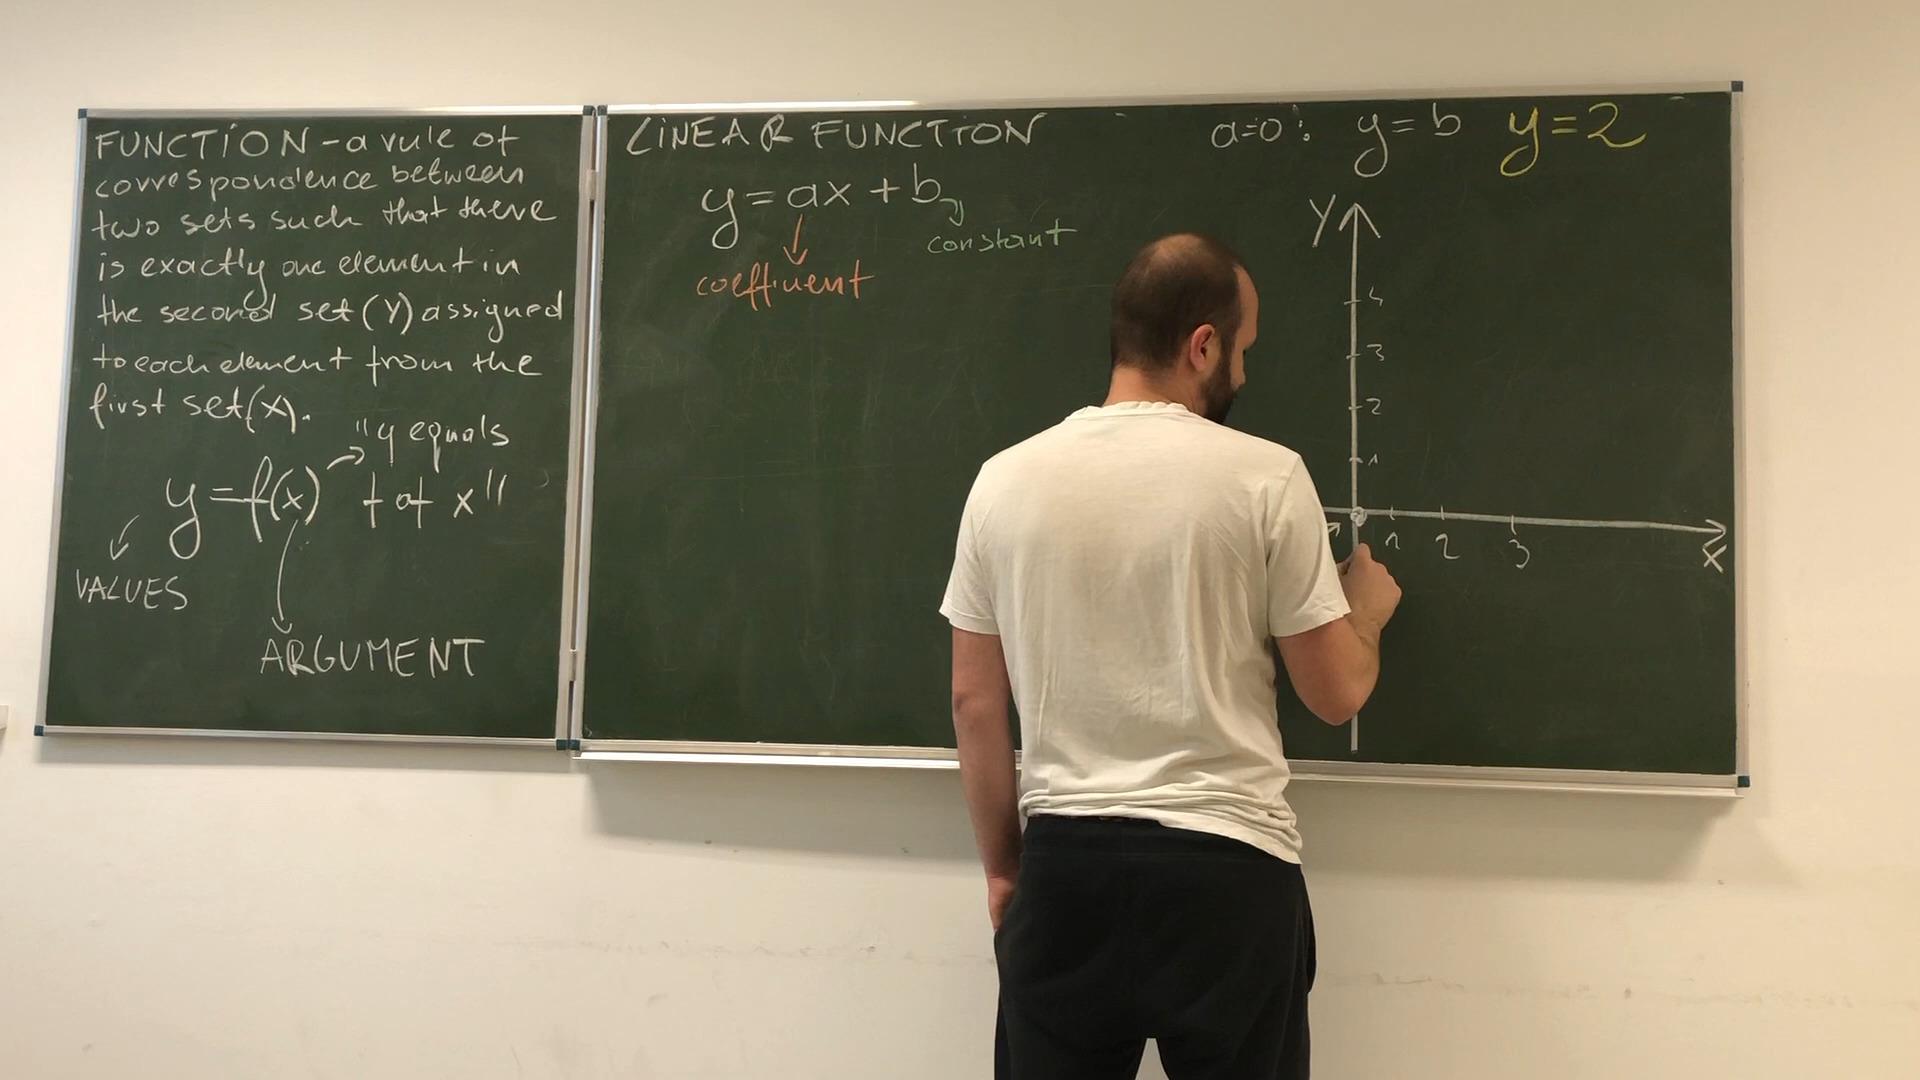 FUNCTION - a rule of
correspondence between
two sets such that there
is exactly one element in
the second set (Y) assigned
to each element from the
first set (X).
"y equals
y = f(x) f of x"
VALUES
ARGUMENT
LINEAR FUNCTION
y = ax + b
constant
coefficient
a=0: y = b y = 2
Y
4
3
2
1
1 2 3
X